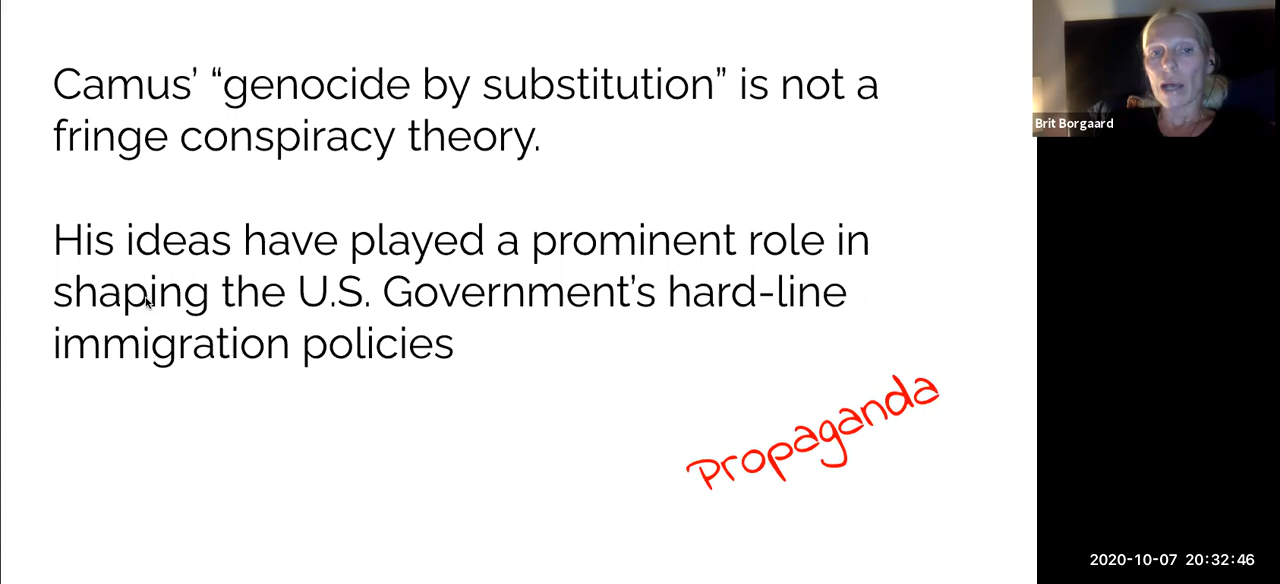 Camus’ “genocide by substitution” is not a
fringe conspiracy theory.
His ideas have played a prominent role in
shaping the U.S. Government’s hard-line
immigration policies
Propaganda
Brit Borgaard
2020-10-07 20:32:46